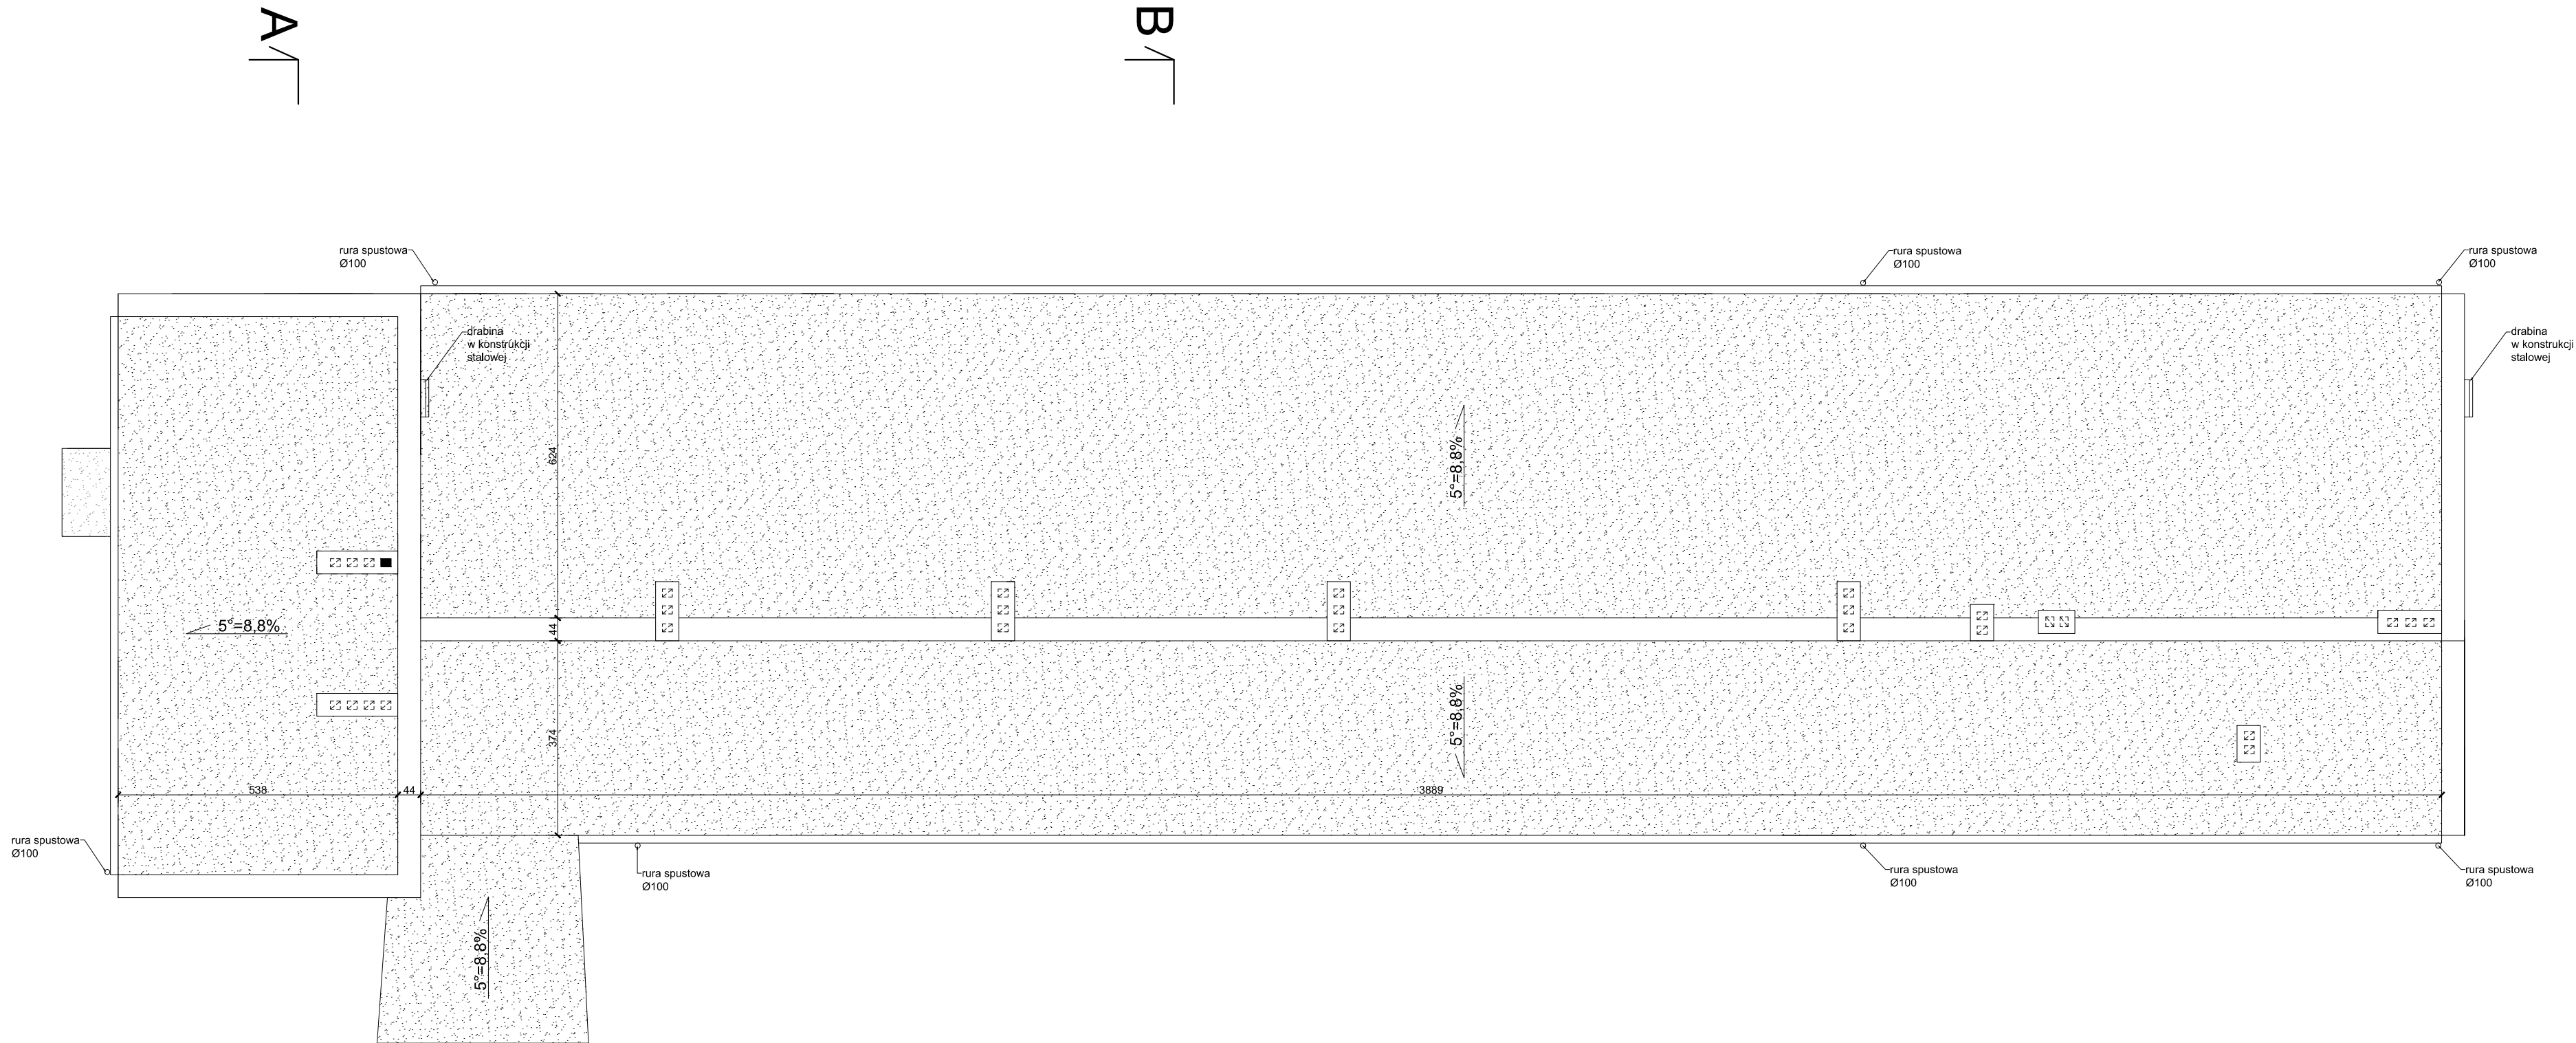 A
B
rura spustowa
Ø100
rura spustowa
Ø100
rura spustowa
Ø100
drabina
w konstrukcji
stalowej
drabina
w konstrukcji
stalowej
624
5°=8,8%
44
5°=8,8%
374
5°=8,8%
538
44
3889
rura spustowa
Ø100
rura spustowa
Ø100
rura spustowa
Ø100
rura spustowa
Ø100
5°=8,8%